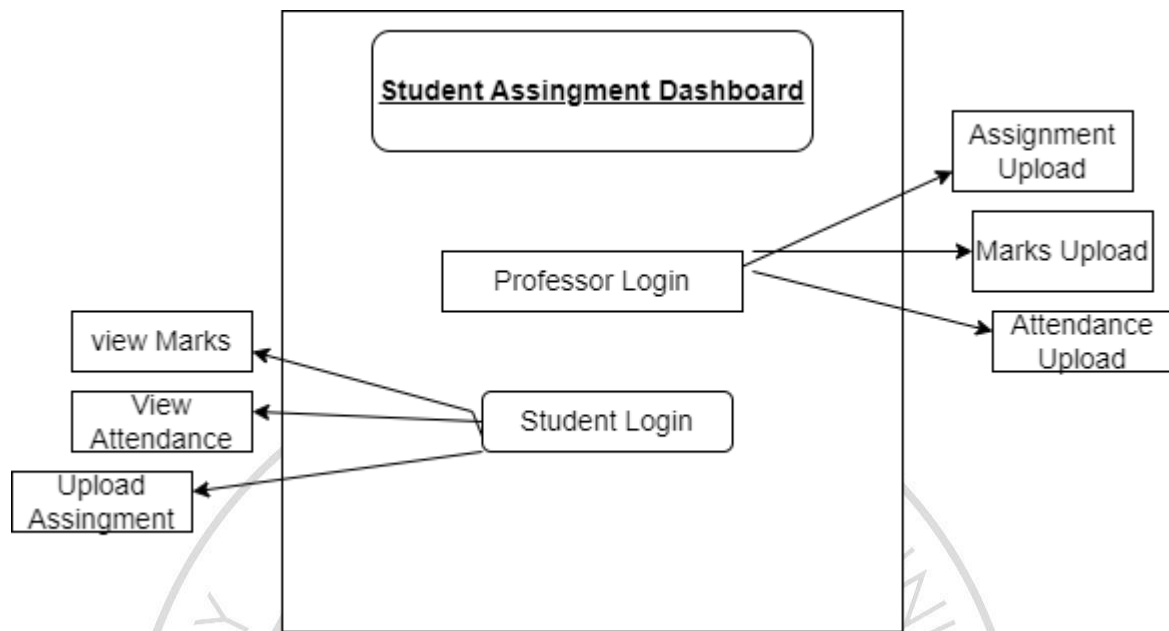 Student Assingment Dashboard
Assignment
Upload
Marks Upload
Professor Login
Attendance
Upload
view Marks
View
Attendance
Student Login
Upload
Assingment